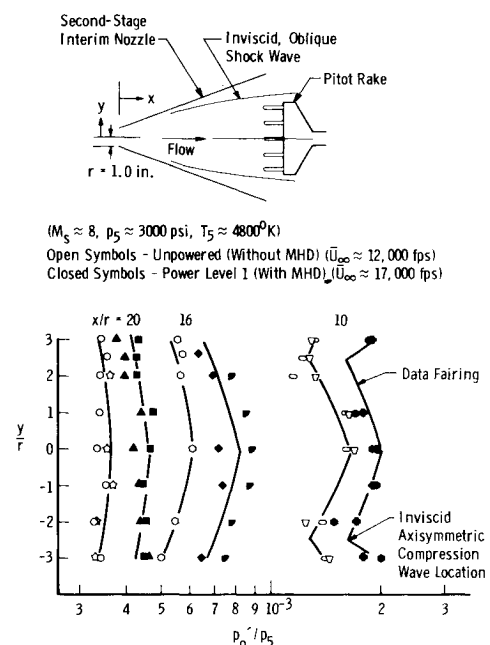 Second-Stage
Interim Nozzle
Inviscid, Oblique
Shock Wave
Pitot Rake
x
y
Flow
r = 1.0 in.
(Ms ≈ 8, p5 ≈ 3000 psi, T5 ≈ 4800°K)
Open Symbols - Unpowered (Without MHD) (Ū∞ ≈ 12,000 fps)
Closed Symbols - Power Level 1 (With MHD) (Ū∞ ≈ 17,000 fps)
x/r = 20 16 10
3
2
1
0
-1
-2
-3
y/r
Data Fairing
Inviscid
Axisymmetric
Compression
Wave Location
3 4 5 6 7 8 9 10⁻³ 2 3
po′/p5